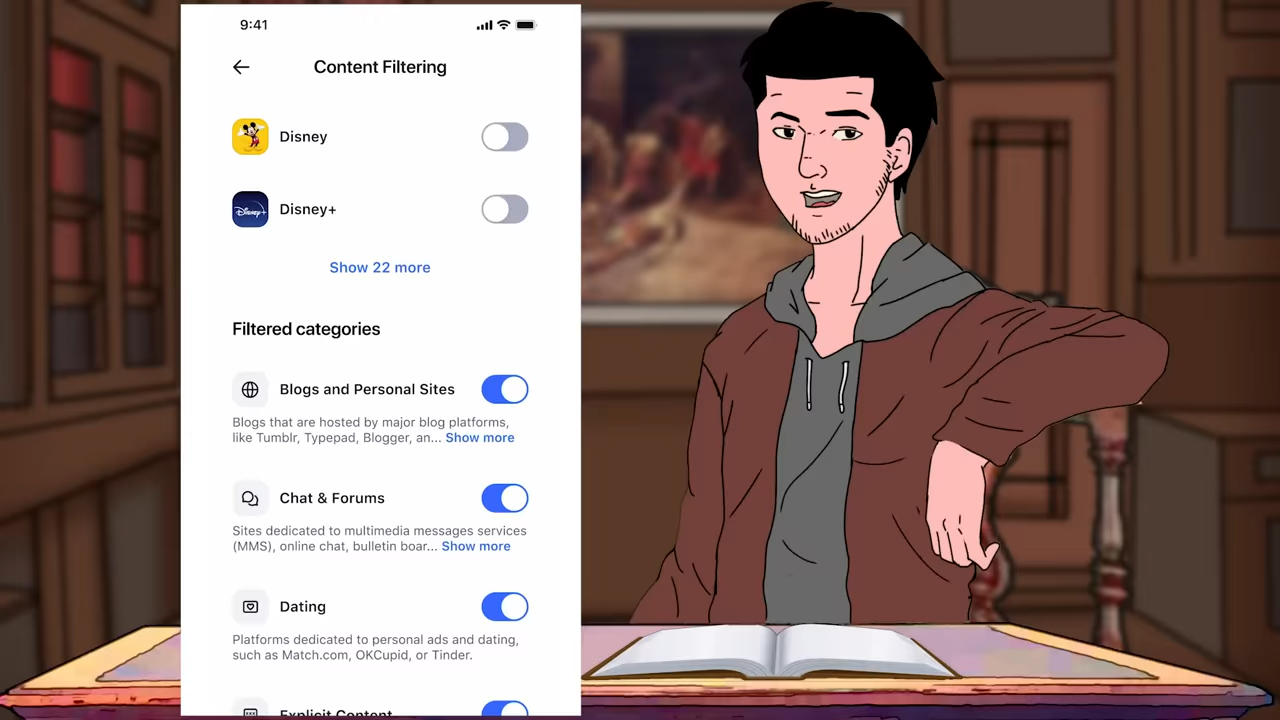 9:41
Content Filtering
Disney
Disney+
Disney+
Show 22 more
Filtered categories
Blogs and Personal Sites
Blogs that are hosted by major blog platforms,
like Tumblr, Typepad, Blogger, an... Show more
Chat & Forums
Sites dedicated to multimedia messages services
(MMS), online chat, bulletin boar... Show more
Dating
Platforms dedicated to personal ads and dating,
such as Match.com, OKCupid, or Tinder.
Explicit Content